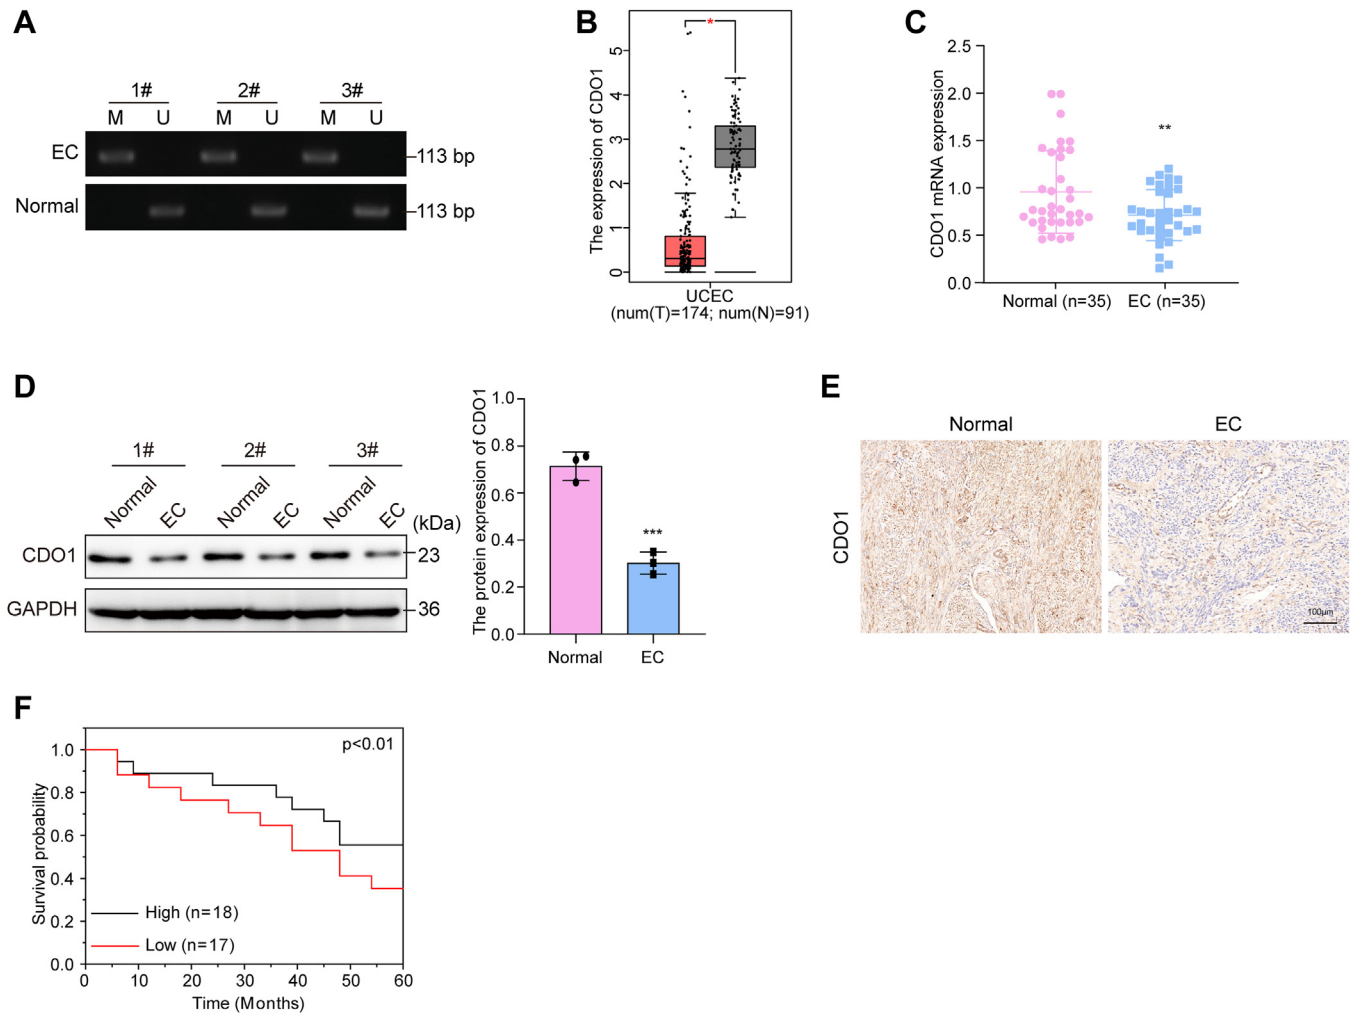 A
1# 2# 3#
M U M U M U
EC
113 bp
Normal
113 bp
B
*
The expression of CDO1
5
4
3
2
1
0
UCEC
(num(T)=174; num(N)=91)
C
CDO1 mRNA expression
2.5
2.0
1.5
1.0
0.5
0.0
**
Normal (n=35) EC (n=35)
D
1# 2# 3#
Normal EC Normal EC Normal EC
(kDa)
CDO1 23
GAPDH 36
The protein expression of CDO1
1.0
0.8
0.6
0.4
0.2
0.0
***
Normal EC
E
Normal EC
CDO1
100μm
F
Survival probability
1.0
0.8
0.6
0.4
0.2
0.0
p<0.01
High (n=18)
Low (n=17)
0 10 20 30 40 50 60
Time (Months)